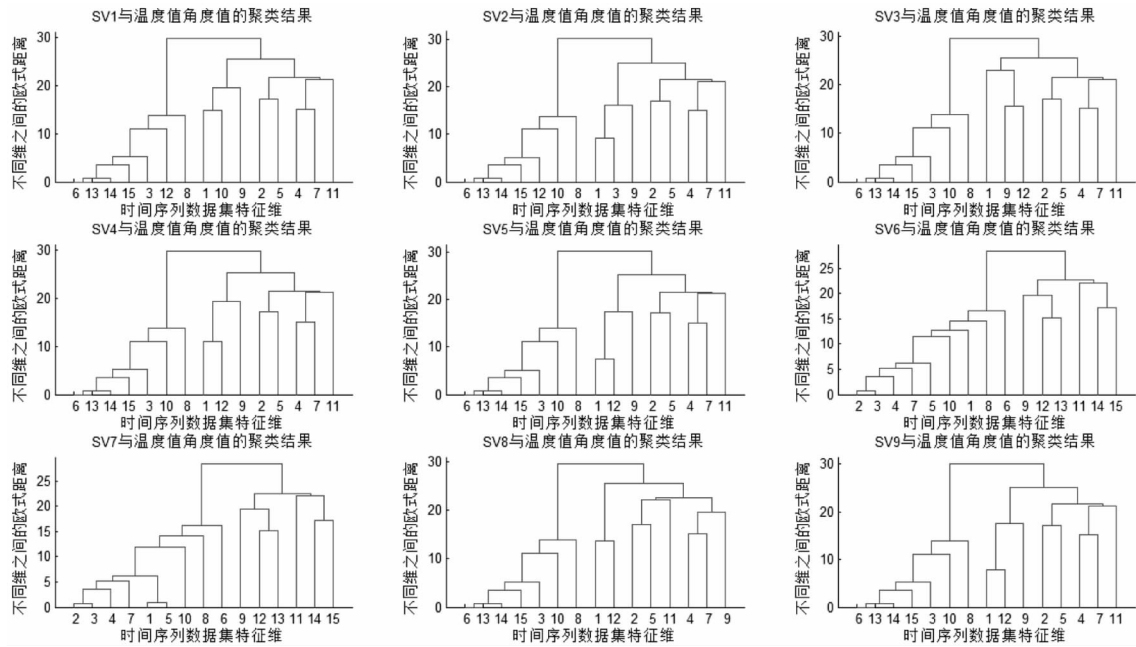 SV1与温度值角度值的聚类结果
不同维之间的欧式距离
30
20
10
0
6 13 14 15 3 12 8 1 10 9 2 5 4 7 11
时间序列数据集特征维
SV2与温度值角度值的聚类结果
不同维之间的欧式距离
30
20
10
0
6 13 14 15 12 10 8 1 3 9 2 5 4 7 11
时间序列数据集特征维
SV3与温度值角度值的聚类结果
不同维之间的欧式距离
30
20
10
0
6 13 14 15 3 10 8 1 9 12 2 5 4 7 11
时间序列数据集特征维
SV4与温度值角度值的聚类结果
不同维之间的欧式距离
30
20
10
0
6 13 14 15 3 10 8 1 12 9 2 5 4 7 11
时间序列数据集特征维
SV5与温度值角度值的聚类结果
不同维之间的欧式距离
30
20
10
0
6 13 14 15 3 10 8 1 12 9 2 5 4 7 11
时间序列数据集特征维
SV6与温度值角度值的聚类结果
不同维之间的欧式距离
25
20
15
10
5
0
2 3 4 7 5 10 1 8 6 9 12 13 11 14 15
时间序列数据集特征维
SV7与温度值角度值的聚类结果
不同维之间的欧式距离
25
20
15
10
5
0
2 3 4 7 1 5 10 8 6 9 12 13 11 14 15
时间序列数据集特征维
SV8与温度值角度值的聚类结果
不同维之间的欧式距离
30
20
10
0
6 13 14 15 3 10 8 1 12 2 5 11 4 7 9
时间序列数据集特征维
SV9与温度值角度值的聚类结果
不同维之间的欧式距离
30
20
10
0
6 13 14 15 3 10 8 1 12 9 2 5 4 7 11
时间序列数据集特征维